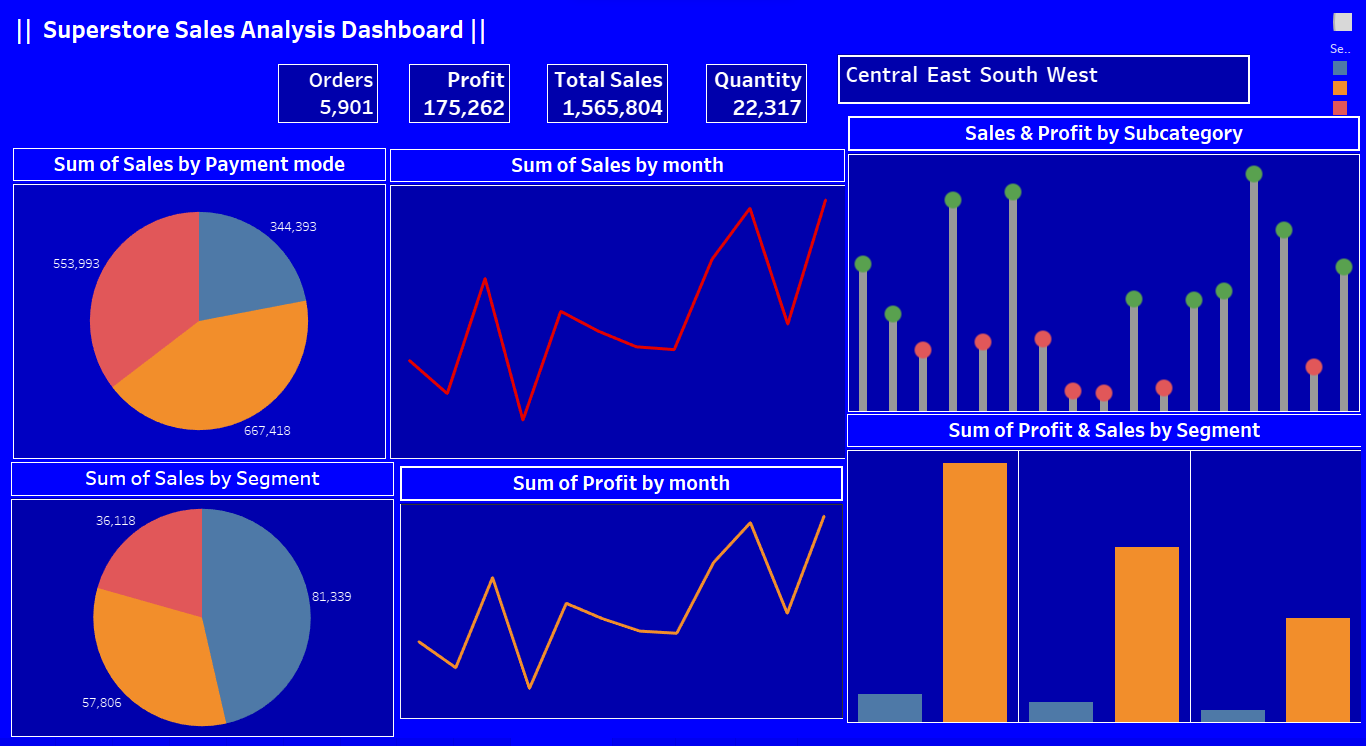 || Superstore Sales Analysis Dashboard ||
Se..
Orders
5,901
Profit
175,262
Total Sales
1,565,804
Quantity
22,317
Central East South West
Sum of Sales by Payment mode
344,393
553,993
667,418
Sum of Sales by month
Sales & Profit by Subcategory
Sum of Sales by Segment
36,118
81,339
57,806
Sum of Profit by month
Sum of Profit & Sales by Segment